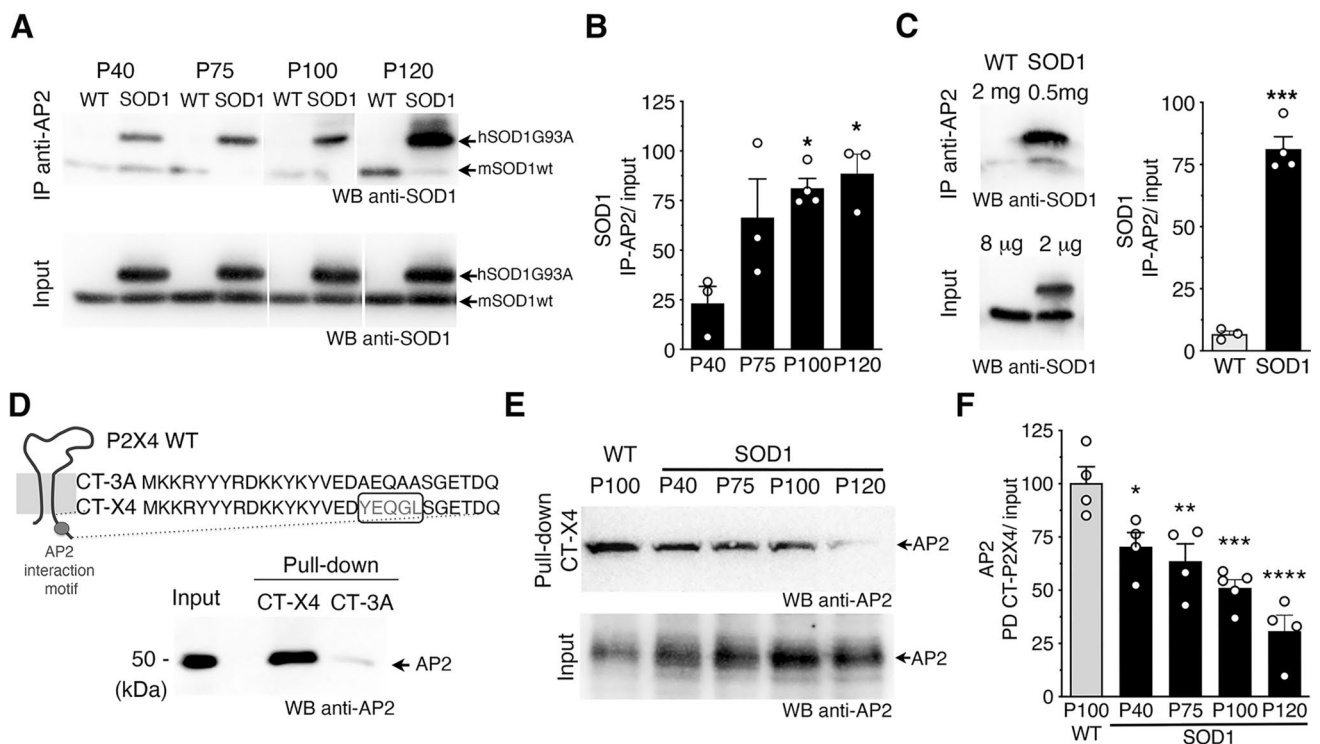 A
P40 P75 P100 P120
WT SOD1 WT SOD1 WT SOD1 WT SOD1
IP anti-AP2
hSOD1G93A
mSOD1wt
WB anti-SOD1
Input
hSOD1G93A
mSOD1wt
WB anti-SOD1
B
SOD1
IP-AP2/ input
125
100
75
50
25
0
* *
P40 P75 P100 P120
C
WT SOD1
2 mg 0.5mg
IP anti-AP2
WB anti-SOD1
8 µg 2 µg
Input
WB anti-SOD1
SOD1
IP-AP2/ input
100
75
50
25
0
***
WT SOD1
D
P2X4 WT
CT-3A MKKRYYYRDKKYKYVEDAEQAASGETDQ
CT-X4 MKKRYYYRDKKYKYVEDYEQGLSGETDQ
AP2
interaction
motif
Pull-down
Input CT-X4 CT-3A
50 -
(kDa)
AP2
WB anti-AP2
E
WT SOD1
P100 P40 P75 P100 P120
Pull-down
CT-X4
AP2
WB anti-AP2
Input
AP2
WB anti-AP2
F
AP2
PD CT-P2X4/ input
125
100
75
50
25
0
* ** *** ****
P100 P40 P75 P100 P120
WT SOD1